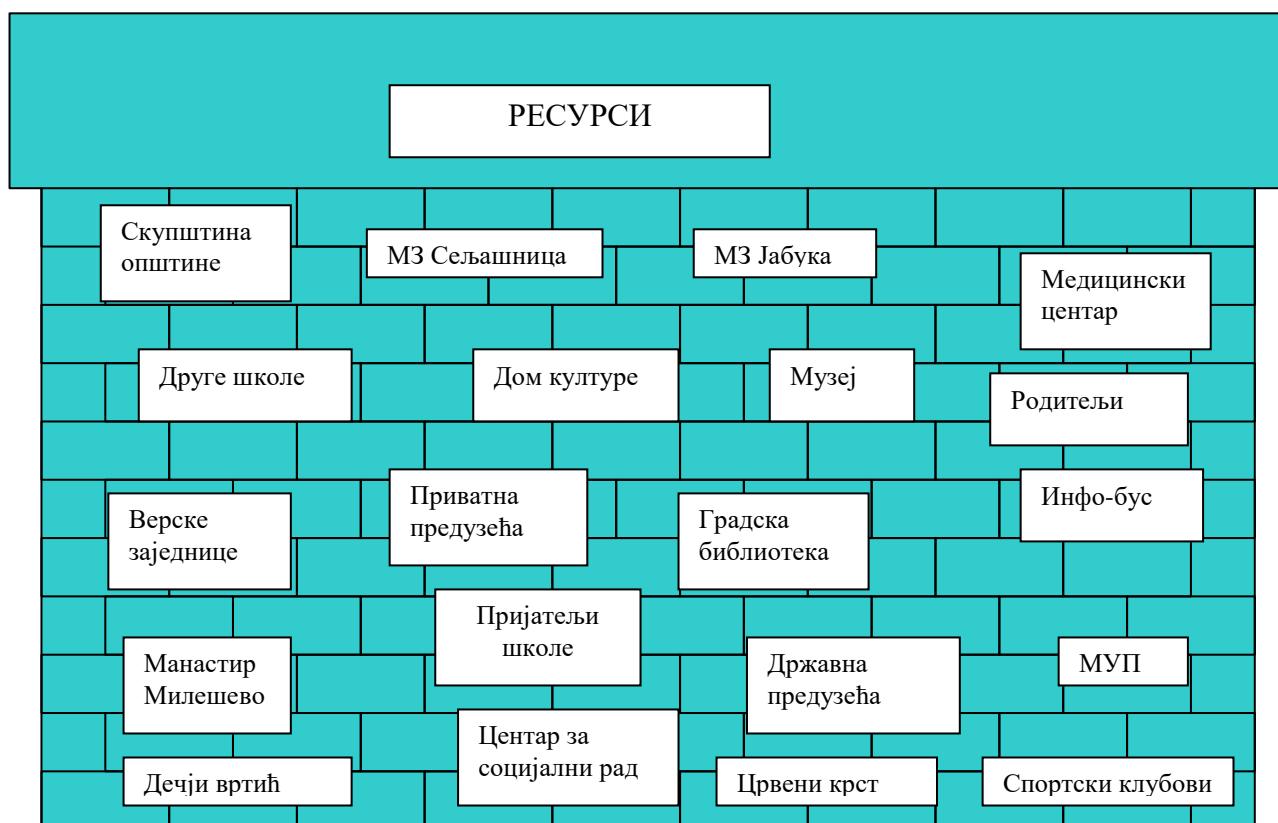 РЕСУРСИ
Скупштина
општине
МЗ Сељашница
МЗ Јабука
Медицински
центар
Друге школе
Дом културе
Музеј
Родитељи
Верске
заједнице
Приватна
предузећа
Градска
библиотека
Инфо-бус
Манастир
Милешево
Пријатељи
школе
Државна
предузећа
МУП
Дечји вртић
Центар за
социјални рад
Црвени крст
Спортски клубови